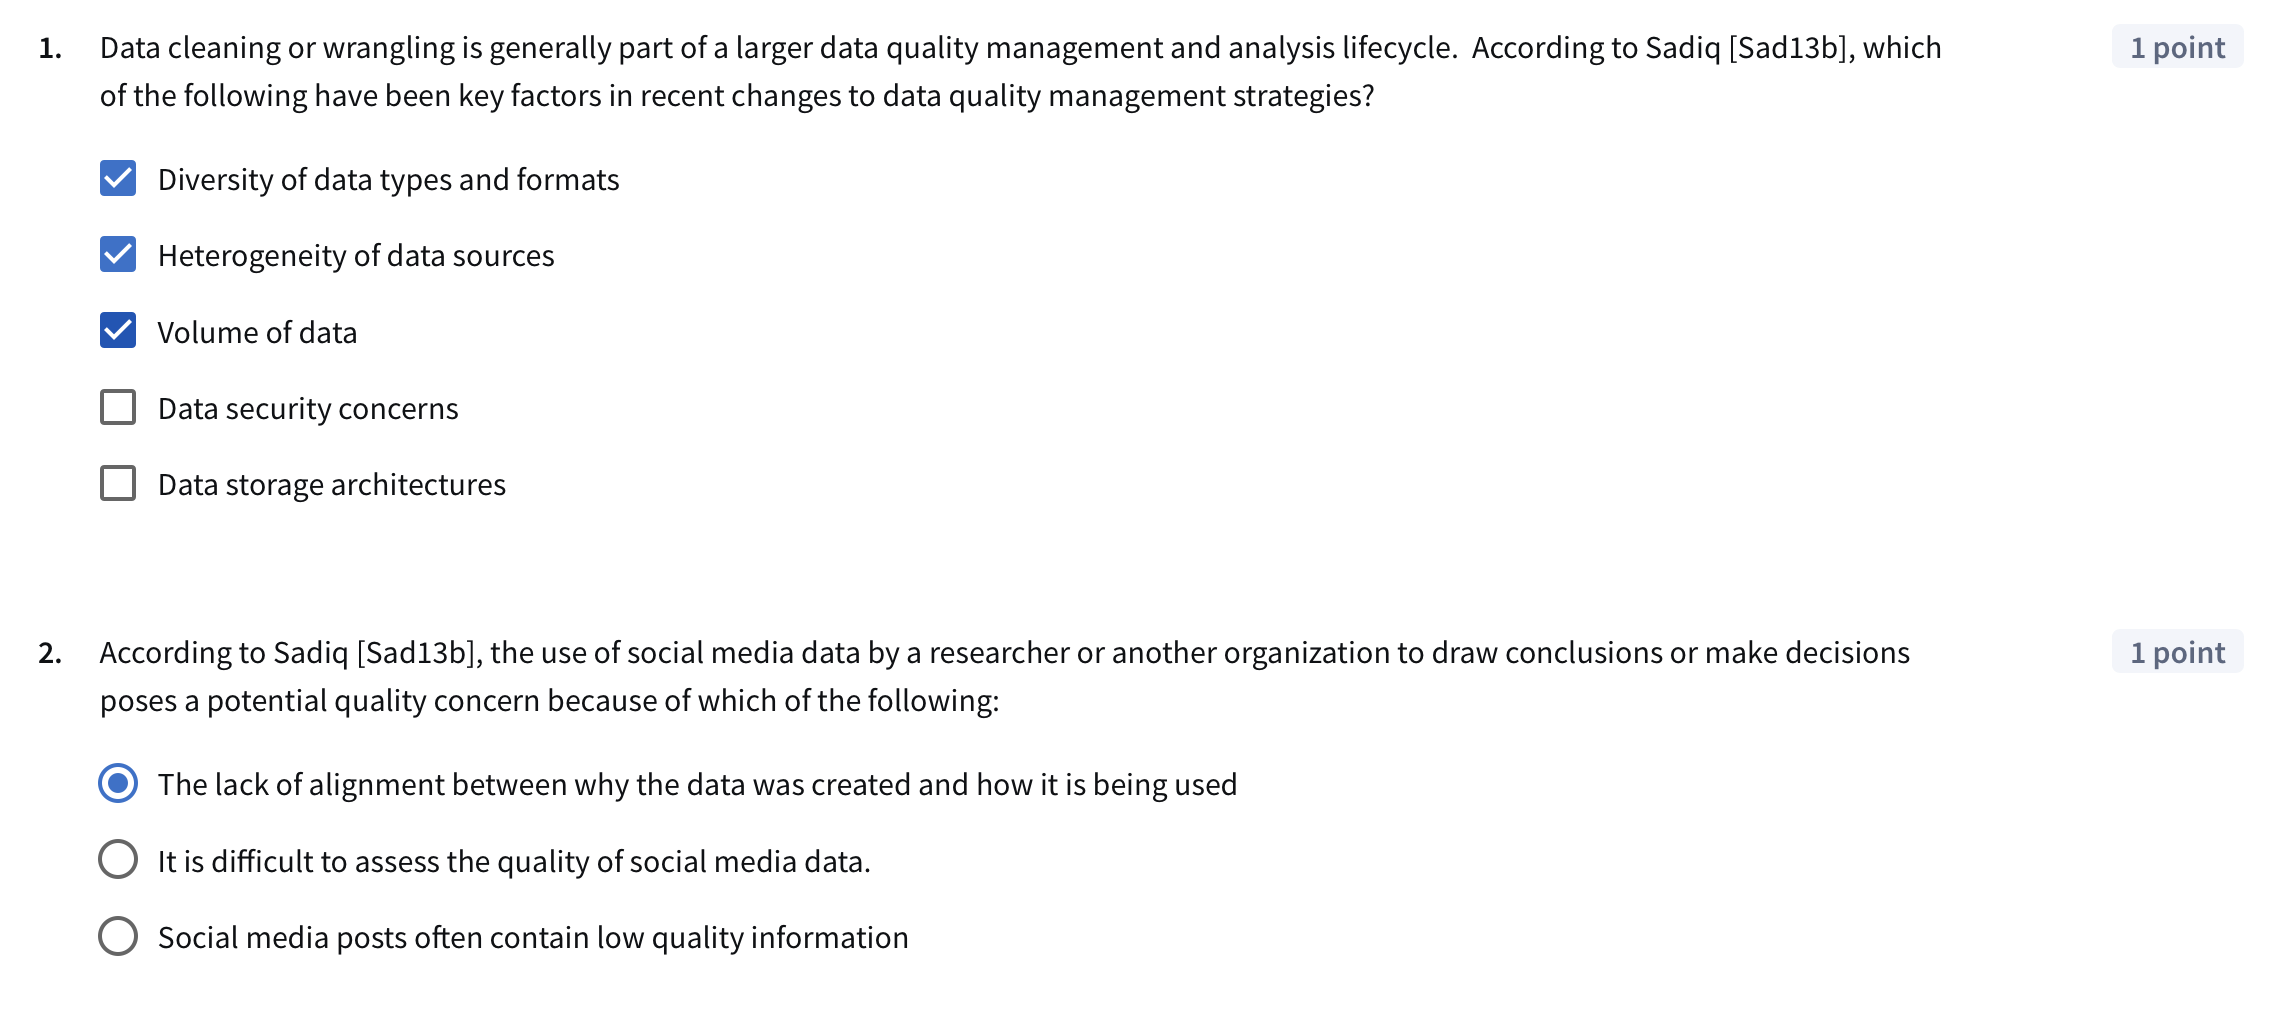 1. Data cleaning or wrangling is generally part of a larger data quality management and analysis lifecycle.  According to Sadiq [Sad13b], which 1 point
of the following have been key factors in recent changes to data quality management strategies?
Diversity of data types and formats
Heterogeneity of data sources
Volume of data
Data security concerns
Data storage architectures
2. According to Sadiq [Sad13b], the use of social media data by a researcher or another organization to draw conclusions or make decisions 1 point
poses a potential quality concern because of which of the following:
The lack of alignment between why the data was created and how it is being used
It is difficult to assess the quality of social media data.
Social media posts often contain low quality information